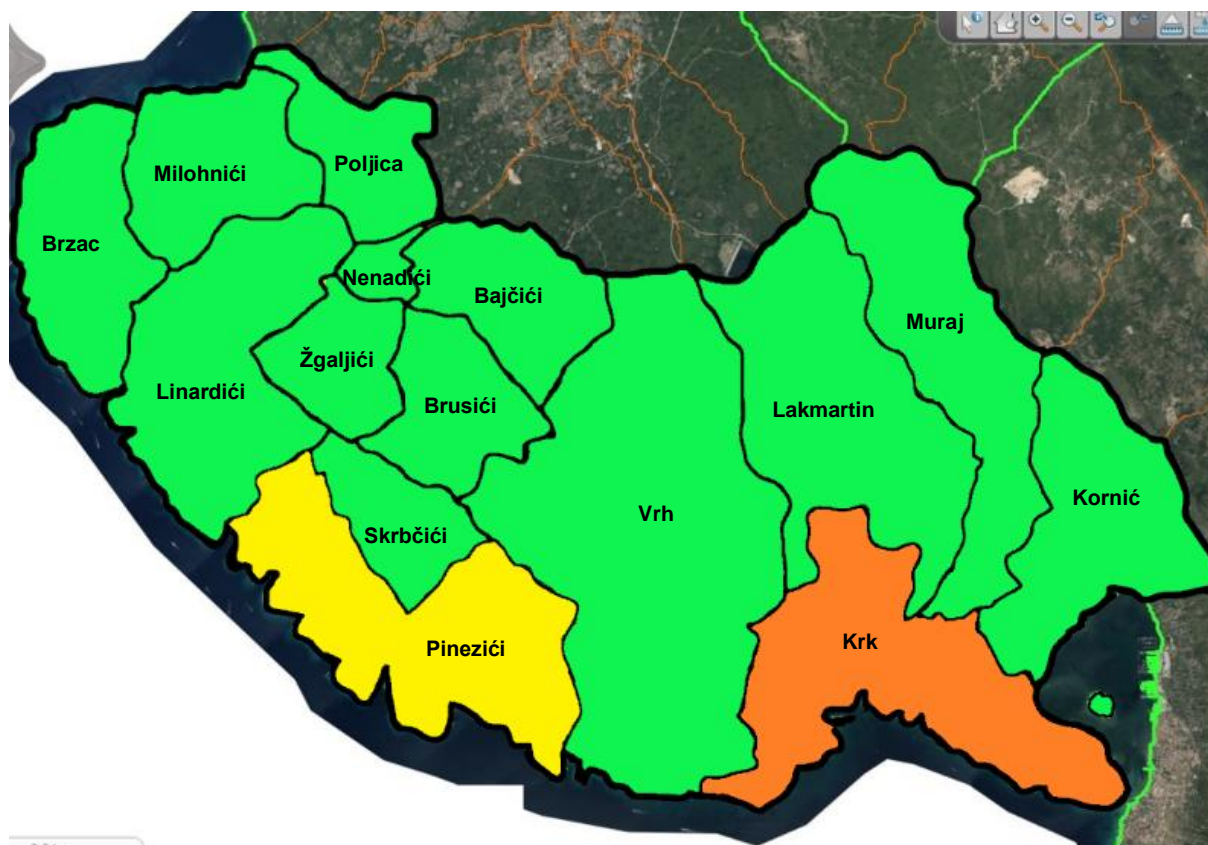 Poljica
Milohnići
Brzac
Nenadići
Bajčići
Muraj
Žgaljići
Linardići
Brusići
Lakmartin
Kornić
Vrh
Skrbčići
Krk
Pinezići